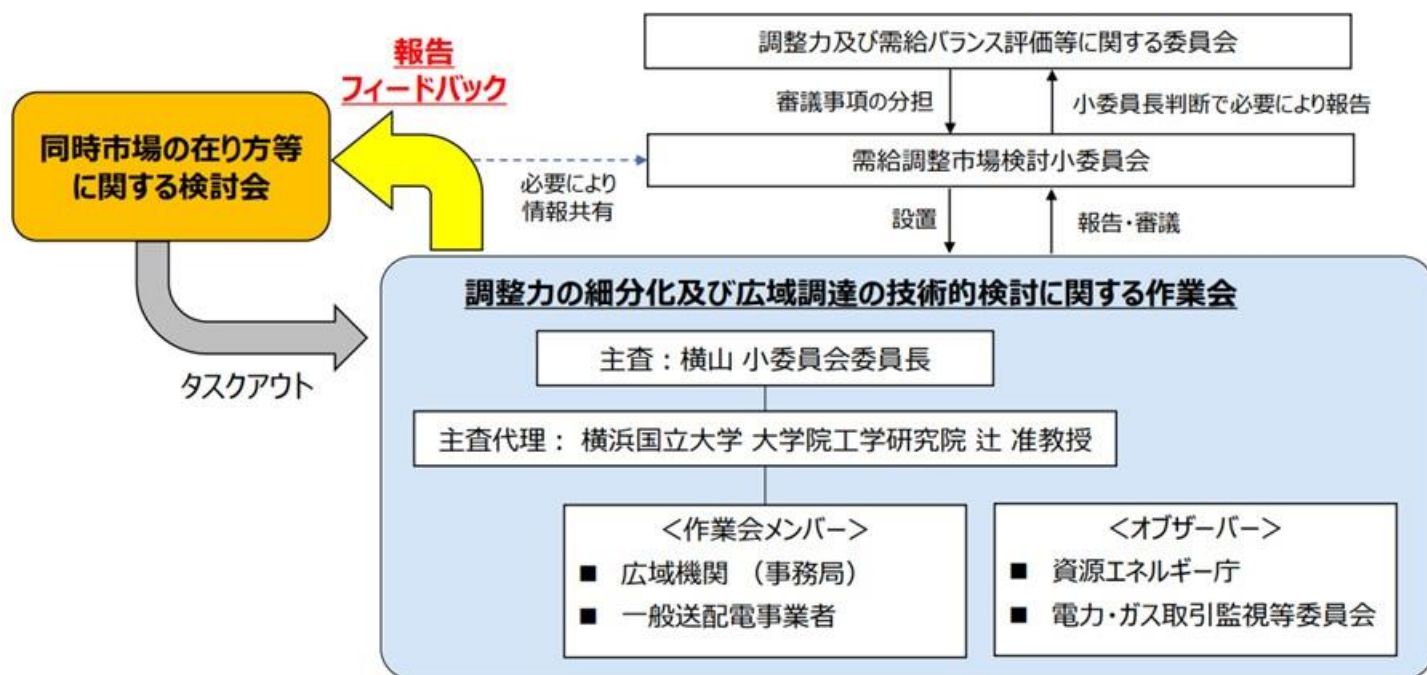 調整力及び需給バランス評価等に関する委員会
報告
フィードバック
審議事項の分担
小委員長判断で必要により報告
同時市場の在り方等
に関する検討会
需給調整市場検討小委員会
必要により
情報共有
設置
報告・審議
調整力の細分化及び広域調達の技術的検討に関する作業会
タスクアウト
主査：横山 小委員会委員長
主査代理： 横浜国立大学 大学院工学研究院 辻 准教授
＜作業会メンバー＞
■ 広域機関 （事務局）
■ 一般送配電事業者
＜オブザーバー＞
■ 資源エネルギー庁
■ 電力・ガス取引監視等委員会